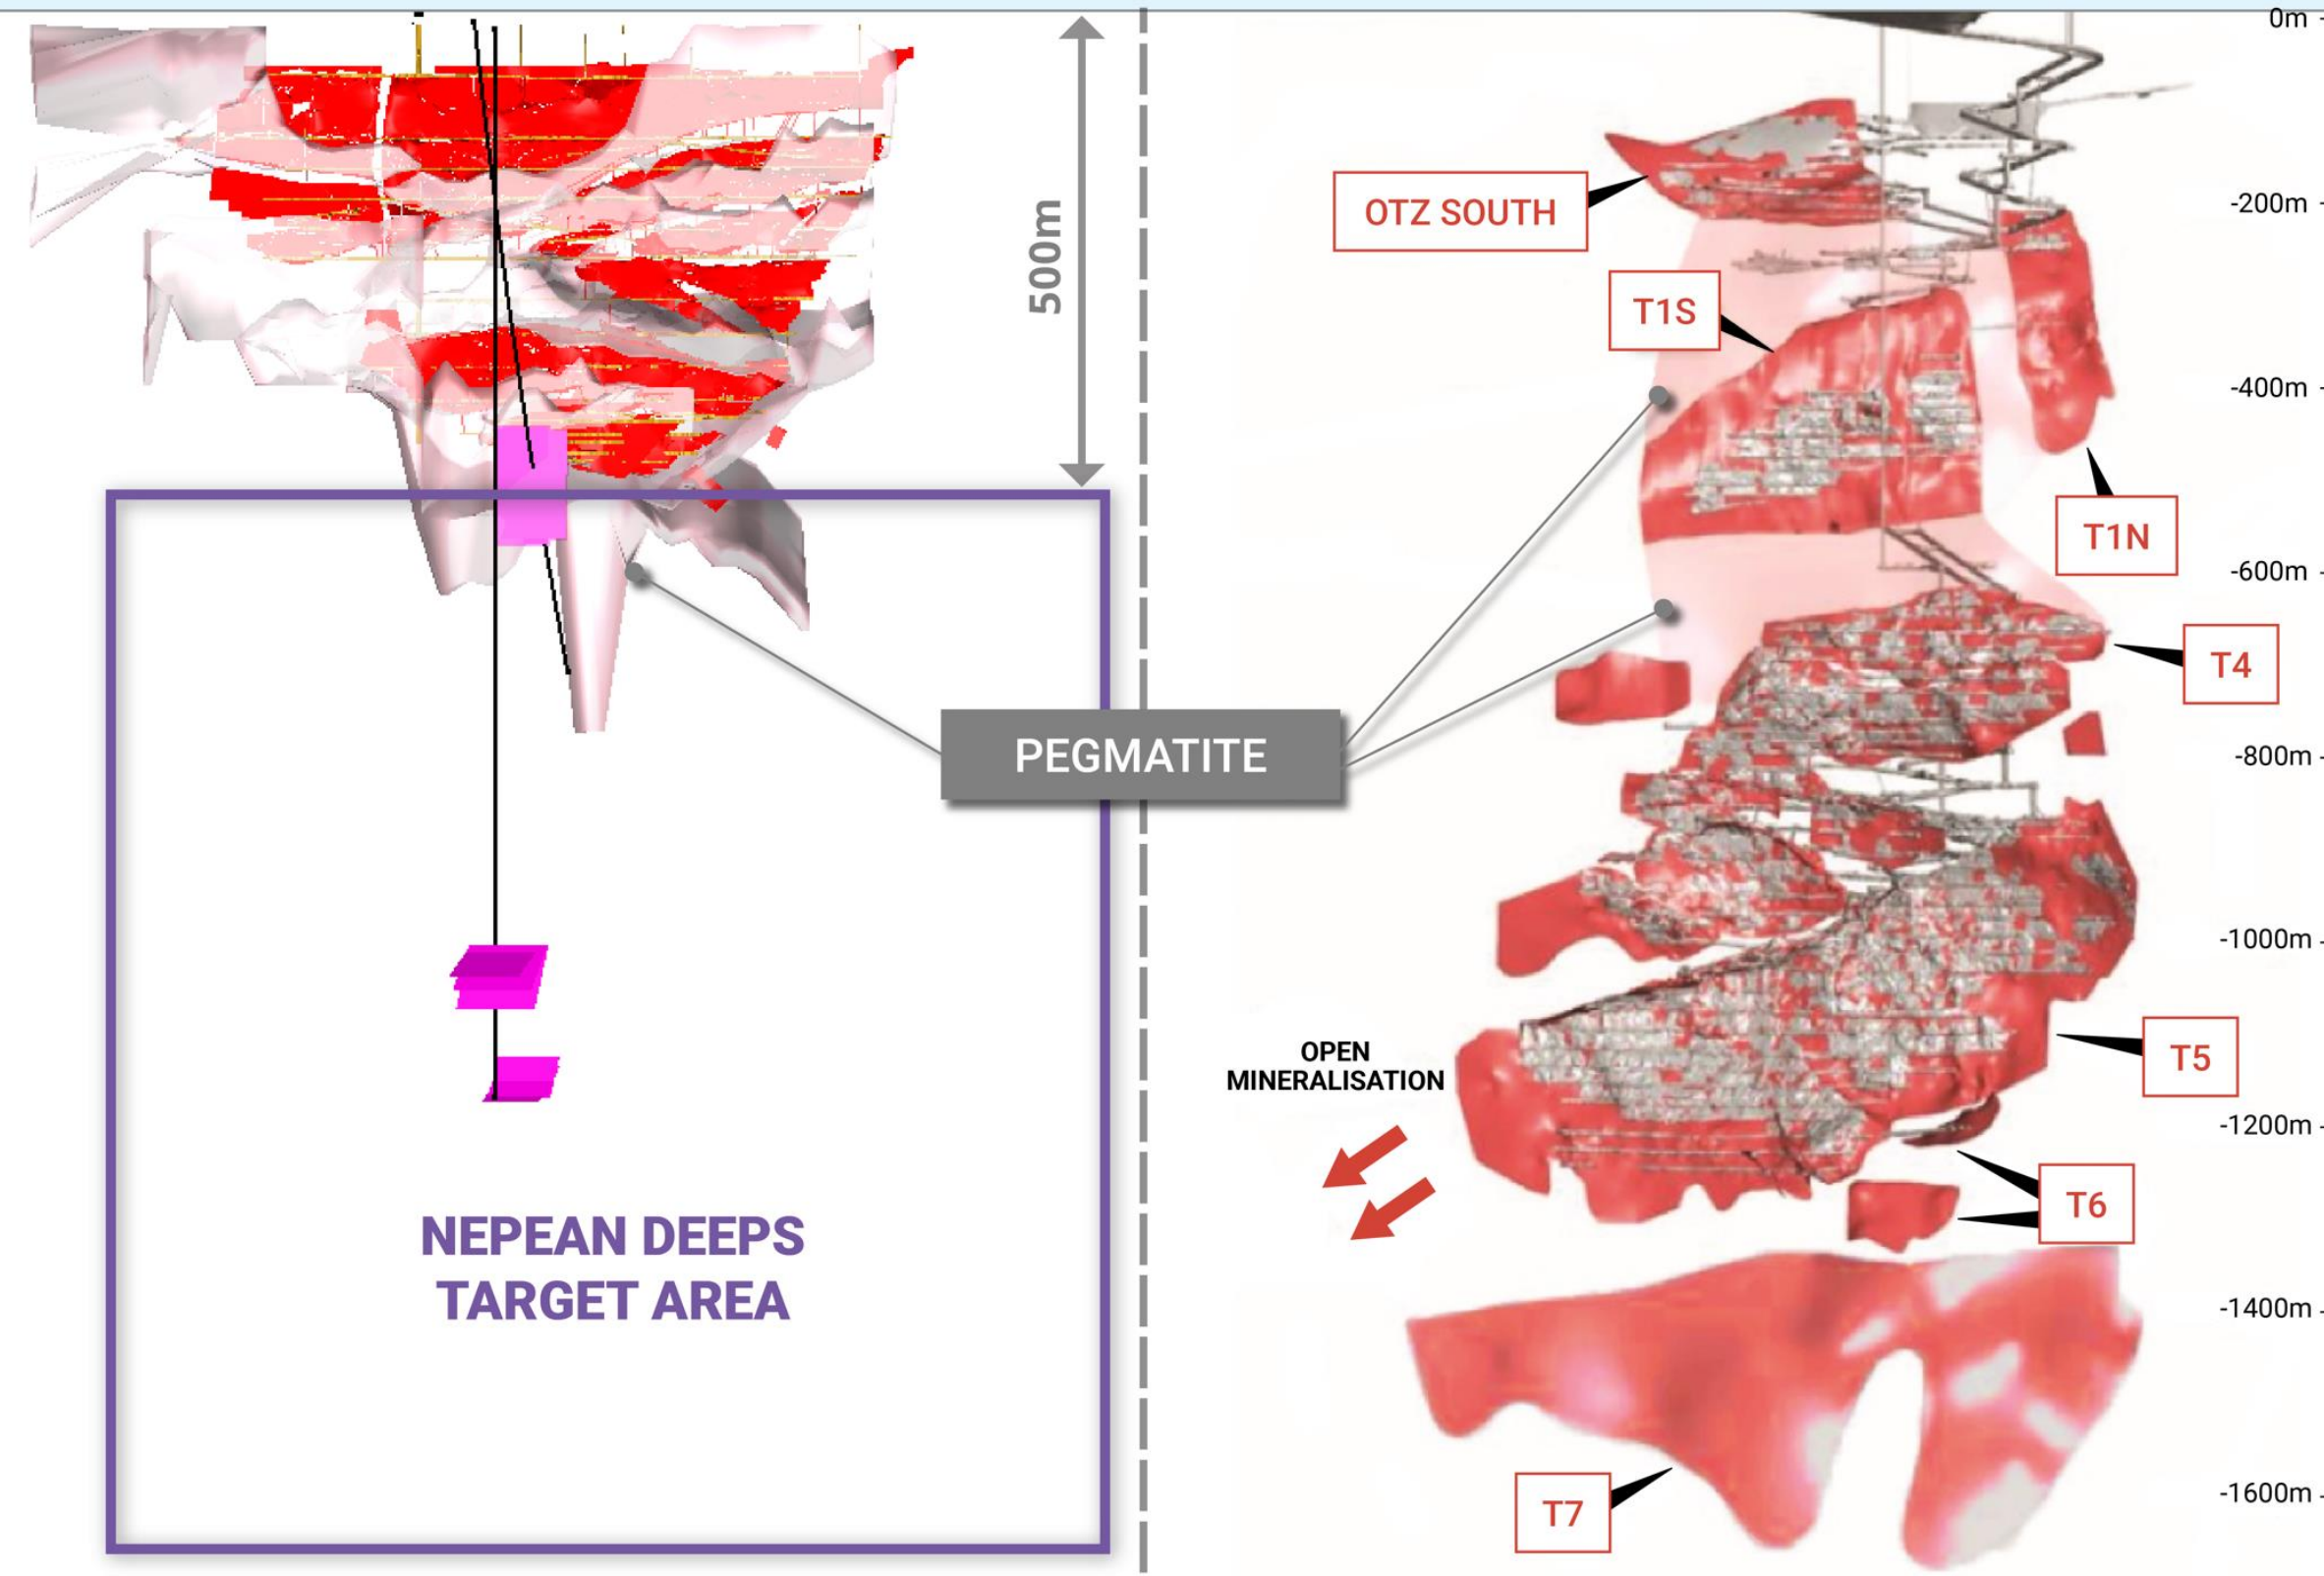 0m
500m
-200m
OTZ SOUTH
T1S
-400m
T1N
-600m
T4
PEGMATITE
-800m
-1000m
OPEN
MINERALISATION
T5
-1200m
T6
NEPEAN DEEPS
TARGET AREA
-1400m
-1600m
T7